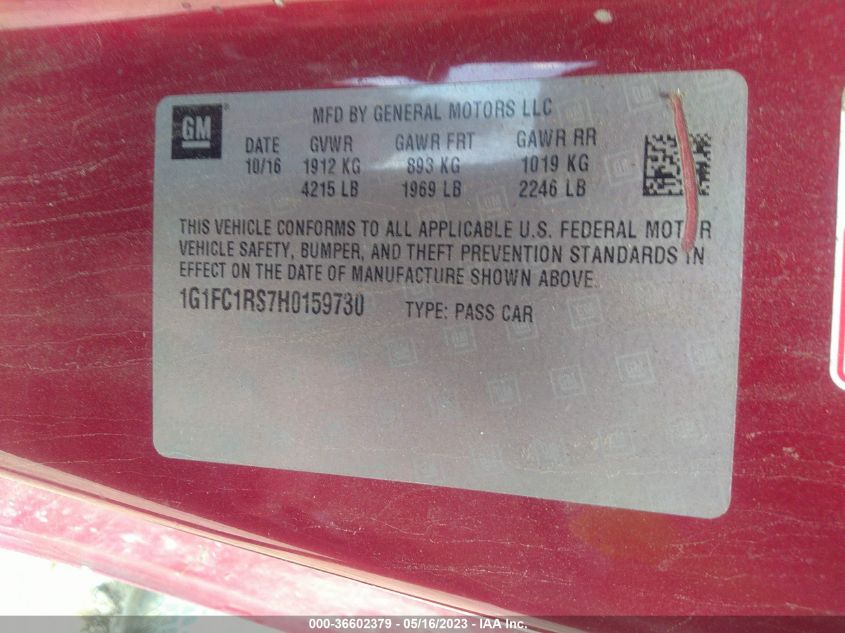 GM
MFD BY GENERAL MOTORS LLC
DATE GVWR GAWR FRT GAWR RR
10/16 1912 KG 893 KG 1019 KG
4215 LB 1969 LB 2246 LB
THIS VEHICLE CONFORMS TO ALL APPLICABLE U.S. FEDERAL MOTOR
VEHICLE SAFETY, BUMPER, AND THEFT PREVENTION STANDARDS IN
EFFECT ON THE DATE OF MANUFACTURE SHOWN ABOVE.
1G1FC1RS7H0159730 TYPE: PASS CAR
000-36602379 - 05/16/2023 - IAAI Inc.